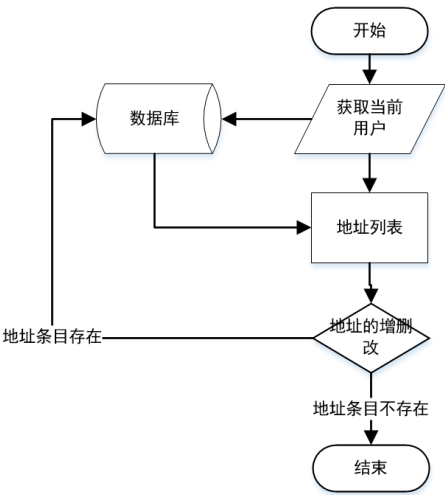 开始
数据库
获取当前
用户
地址列表
地址的增删
改
地址条目存在
地址条目不存在
结束